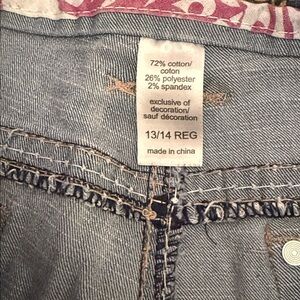 72% cotton/
coton
26% polyester
2% spandex
exclusive of
decoration/
sauf décoration
13/14 REG
made in china